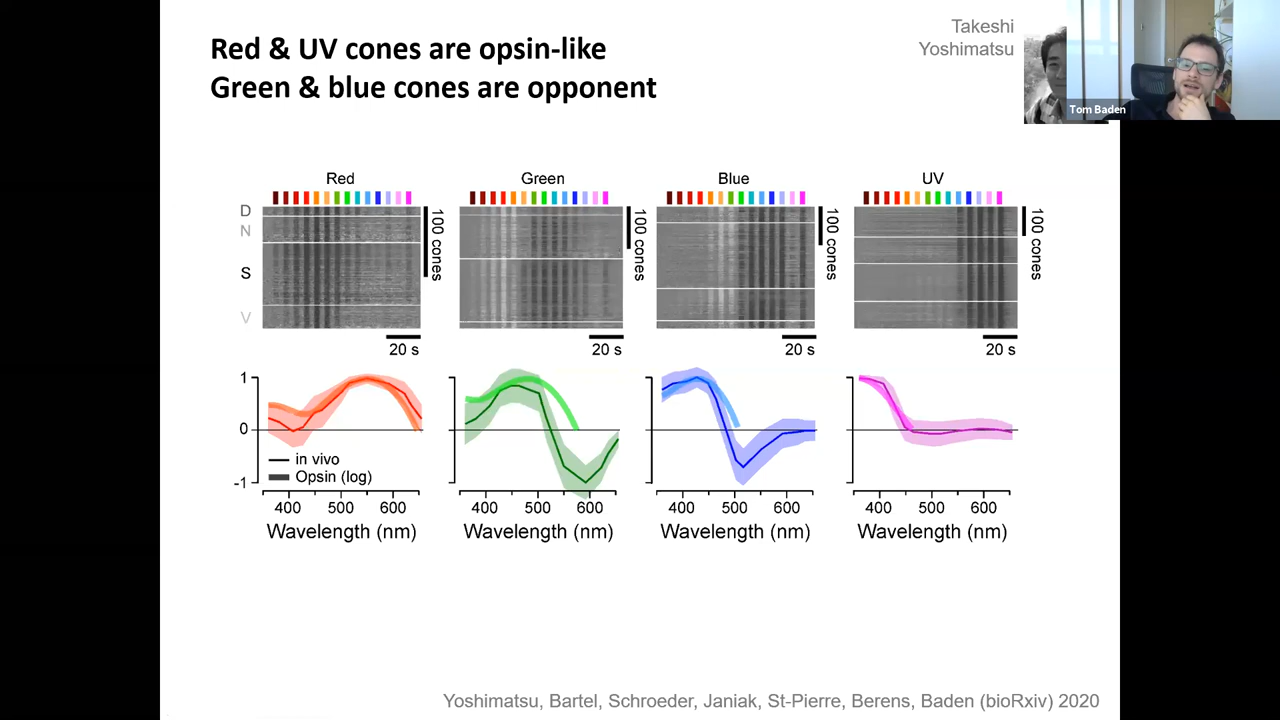 Red & UV cones are opsin-like
Green & blue cones are opponent
Takeshi
Yoshimatsu
Tom Baden
Red
Green
Blue
UV
D
N
S
V
100 cones
100 cones
100 cones
100 cones
20 s
20 s
20 s
20 s
1
0
-1
in vivo
Opsin (log)
400 500 600
400 500 600
400 500 600
400 500 600
Wavelength (nm)
Wavelength (nm)
Wavelength (nm)
Wavelength (nm)
Yoshimatsu, Bartel, Schroeder, Janiak, St-Pierre, Berens, Baden (bioRxiv) 2020